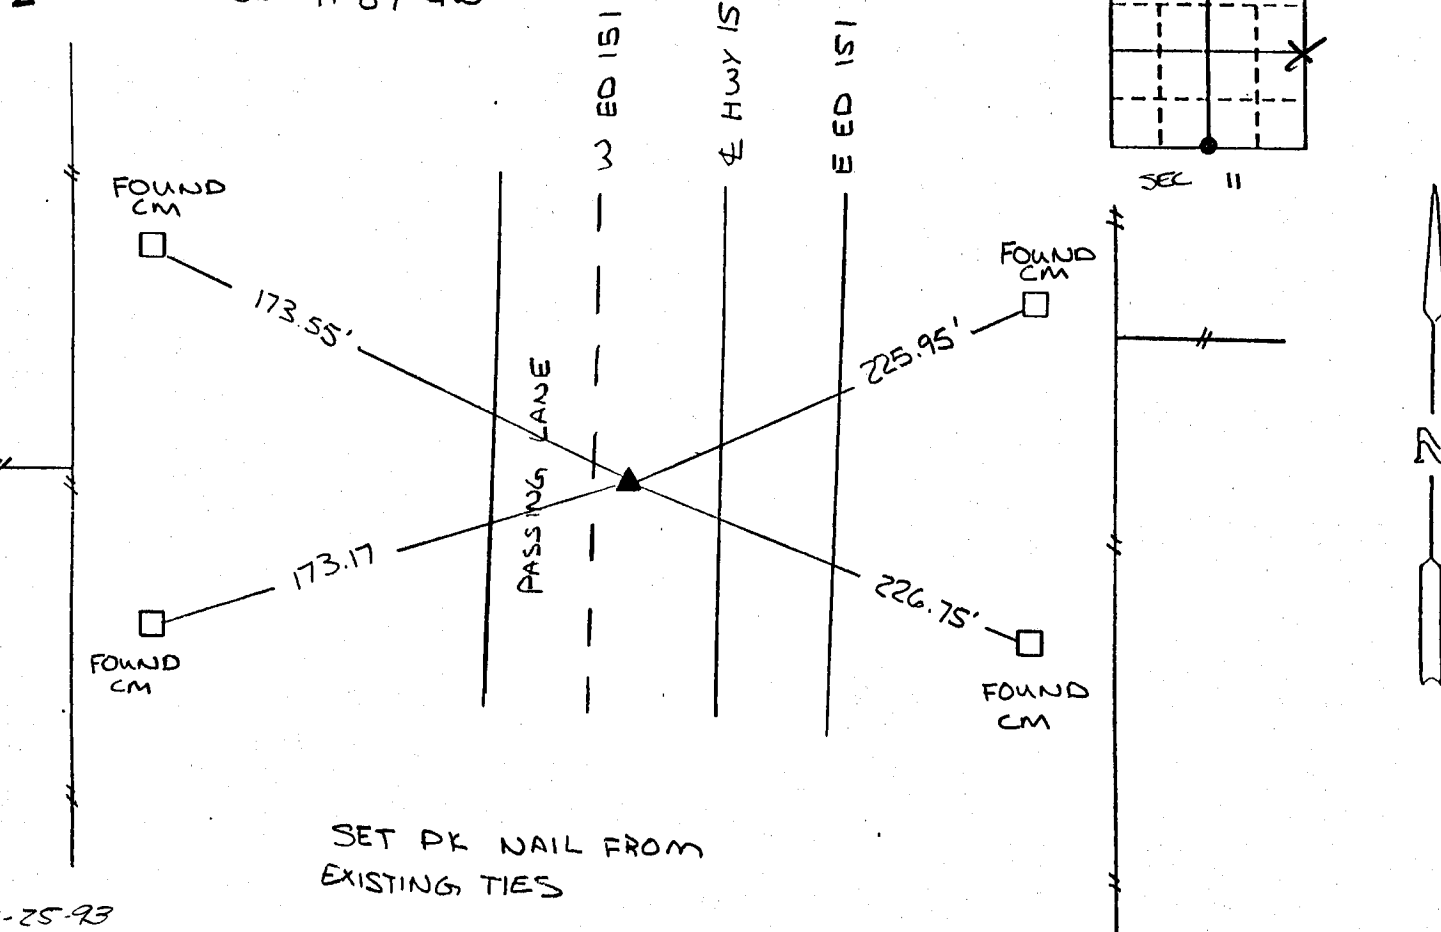 W ED 151
℄ HWY 15
E ED 151
SEC 11
FOUND
CM
FOUND
CM
173.55'
225.95'
PASSING LANE
N
173.17
226.75'
FOUND
CM
FOUND
CM
SET PK NAIL FROM
EXISTING TIES
-25-93